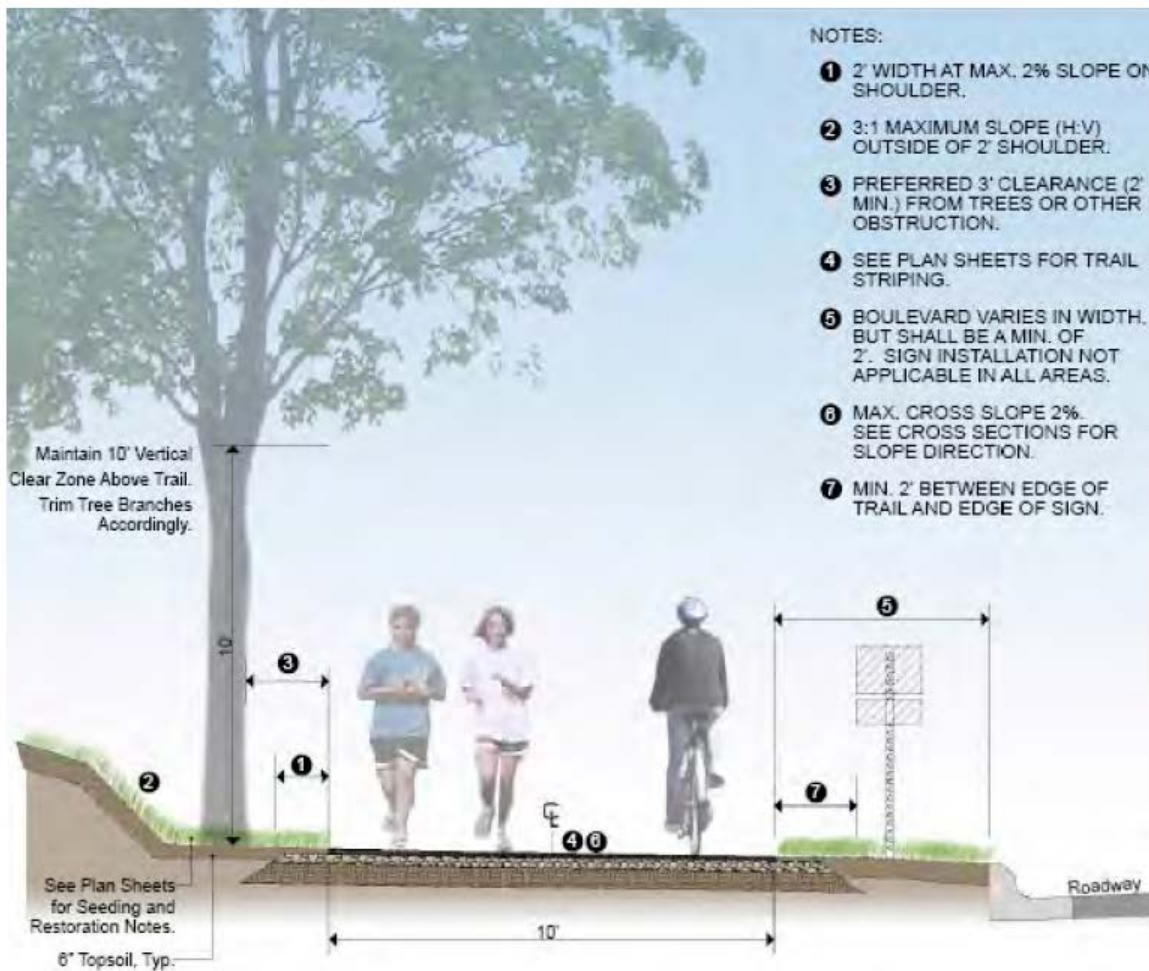 NOTES:
1 2' WIDTH AT MAX. 2% SLOPE ON
SHOULDER.
2 3:1 MAXIMUM SLOPE (H:V)
OUTSIDE OF 2' SHOULDER.
3 PREFERRED 3' CLEARANCE (2'
MIN.) FROM TREES OR OTHER
OBSTRUCTION.
4 SEE PLAN SHEETS FOR TRAIL
STRIPING.
5 BOULEVARD VARIES IN WIDTH.
BUT SHALL BE A MIN. OF
2'. SIGN INSTALLATION NOT
APPLICABLE IN ALL AREAS.
6 MAX. CROSS SLOPE 2%.
SEE CROSS SECTIONS FOR
SLOPE DIRECTION.
7 MIN. 2' BETWEEN EDGE OF
TRAIL AND EDGE OF SIGN.
Maintain 10' Vertical
Clear Zone Above Trail.
Trim Tree Branches
Accordingly.
10'
3
5
1
2
7
CL
4 6
See Plan Sheets
for Seeding and
Restoration Notes.
6" Topsoil, Typ.
10'
Roadway